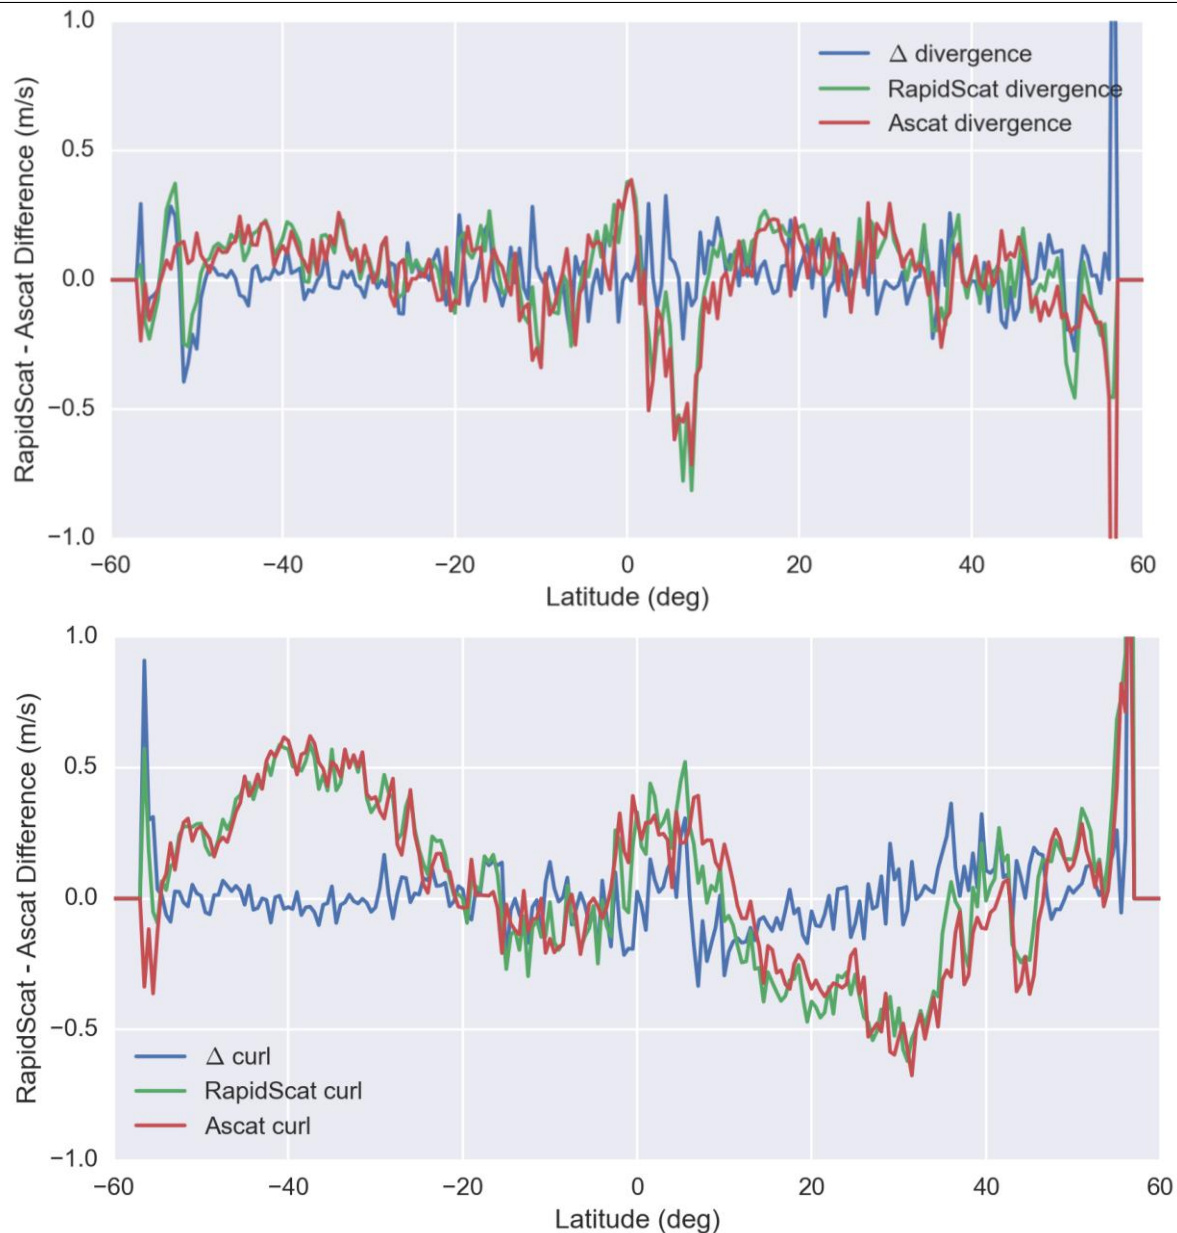 1.0
0.5
0.0
−0.5
−1.0
RapidScat - Ascat Difference (m/s)
Δ divergence
RapidScat divergence
Ascat divergence
−60 −40 −20 0 20 40 60
Latitude (deg)
1.0
0.5
0.0
−0.5
−1.0
RapidScat - Ascat Difference (m/s)
Δ curl
RapidScat curl
Ascat curl
−60 −40 −20 0 20 40 60
Latitude (deg)